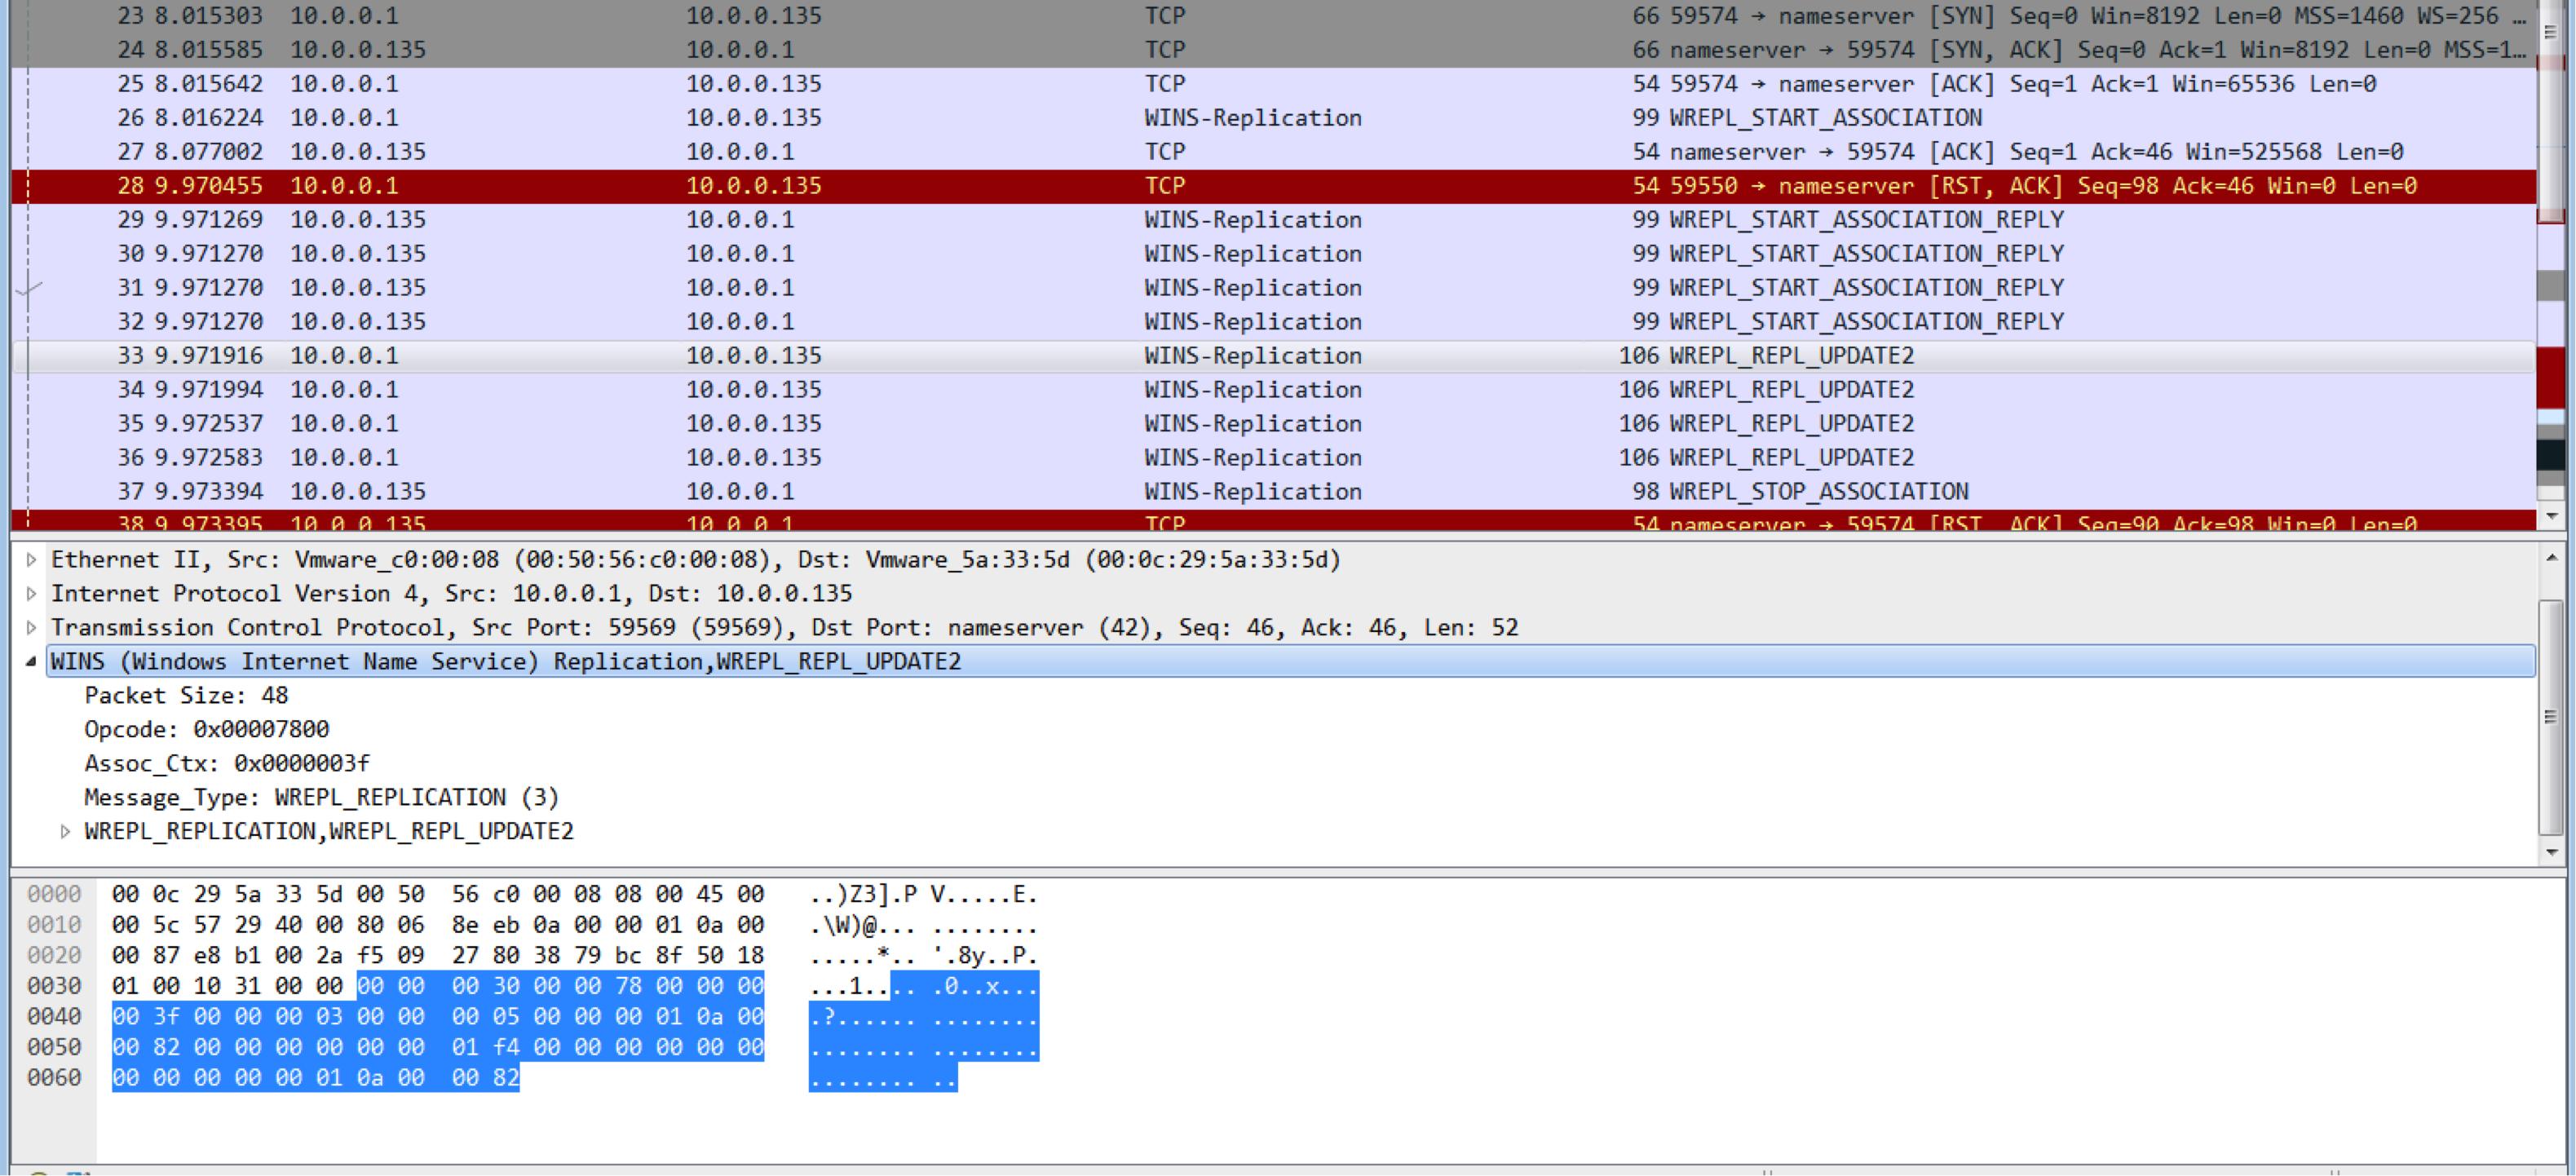 23 8.015303 10.0.0.1 10.0.0.135 TCP 66 59574 → nameserver [SYN] Seq=0 Win=8192 Len=0 MSS=1460 WS=256 …
24 8.015585 10.0.0.135 10.0.0.1 TCP 66 nameserver → 59574 [SYN, ACK] Seq=0 Ack=1 Win=8192 Len=0 MSS=1…
25 8.015642 10.0.0.1 10.0.0.135 TCP 54 59574 → nameserver [ACK] Seq=1 Ack=1 Win=65536 Len=0
26 8.016224 10.0.0.1 10.0.0.135 WINS-Replication 99 WREPL_START_ASSOCIATION
27 8.077002 10.0.0.135 10.0.0.1 TCP 54 nameserver → 59574 [ACK] Seq=1 Ack=46 Win=525568 Len=0
28 9.970455 10.0.0.1 10.0.0.135 TCP 54 59550 → nameserver [RST, ACK] Seq=98 Ack=46 Win=0 Len=0
29 9.971269 10.0.0.135 10.0.0.1 WINS-Replication 99 WREPL_START_ASSOCIATION_REPLY
30 9.971270 10.0.0.135 10.0.0.1 WINS-Replication 99 WREPL_START_ASSOCIATION_REPLY
31 9.971270 10.0.0.135 10.0.0.1 WINS-Replication 99 WREPL_START_ASSOCIATION_REPLY
32 9.971270 10.0.0.135 10.0.0.1 WINS-Replication 99 WREPL_START_ASSOCIATION_REPLY
33 9.971916 10.0.0.1 10.0.0.135 WINS-Replication 106 WREPL_REPL_UPDATE2
34 9.971994 10.0.0.1 10.0.0.135 WINS-Replication 106 WREPL_REPL_UPDATE2
35 9.972537 10.0.0.1 10.0.0.135 WINS-Replication 106 WREPL_REPL_UPDATE2
36 9.972583 10.0.0.1 10.0.0.135 WINS-Replication 106 WREPL_REPL_UPDATE2
37 9.973394 10.0.0.135 10.0.0.1 WINS-Replication 98 WREPL_STOP_ASSOCIATION
38 9.973395 10.0.0.135 10.0.0.1 TCP 54 nameserver → 59574 [RST, ACK] Seq=90 Ack=98 Win=0 Len=0
Ethernet II, Src: Vmware_c0:00:08 (00:50:56:c0:00:08), Dst: Vmware_5a:33:5d (00:0c:29:5a:33:5d)
Internet Protocol Version 4, Src: 10.0.0.1, Dst: 10.0.0.135
Transmission Control Protocol, Src Port: 59569 (59569), Dst Port: nameserver (42), Seq: 46, Ack: 46, Len: 52
WINS (Windows Internet Name Service) Replication,WREPL_REPL_UPDATE2
Packet Size: 48
Opcode: 0x00007800
Assoc_Ctx: 0x0000003f
Message_Type: WREPL_REPLICATION (3)
WREPL_REPLICATION,WREPL_REPL_UPDATE2
0000 00 0c 29 5a 33 5d 00 50 56 c0 00 08 08 00 45 00 ..)Z3].P V.....E.
0010 00 5c 57 29 40 00 80 06 8e eb 0a 00 00 01 0a 00 .\W)@... ........
0020 00 87 e8 b1 00 2a f5 09 27 80 38 79 bc 8f 50 18 .....*.. '.8y..P.
0030 01 00 10 31 00 00 00 00 00 30 00 00 78 00 00 00 ...1.... .0..x...
0040 00 3f 00 00 00 03 00 00 00 05 00 00 00 01 0a 00 .?...... ........
0050 00 82 00 00 00 00 00 00 01 f4 00 00 00 00 00 00 ........ ........
0060 00 00 00 00 00 01 0a 00 00 82 ........ ..